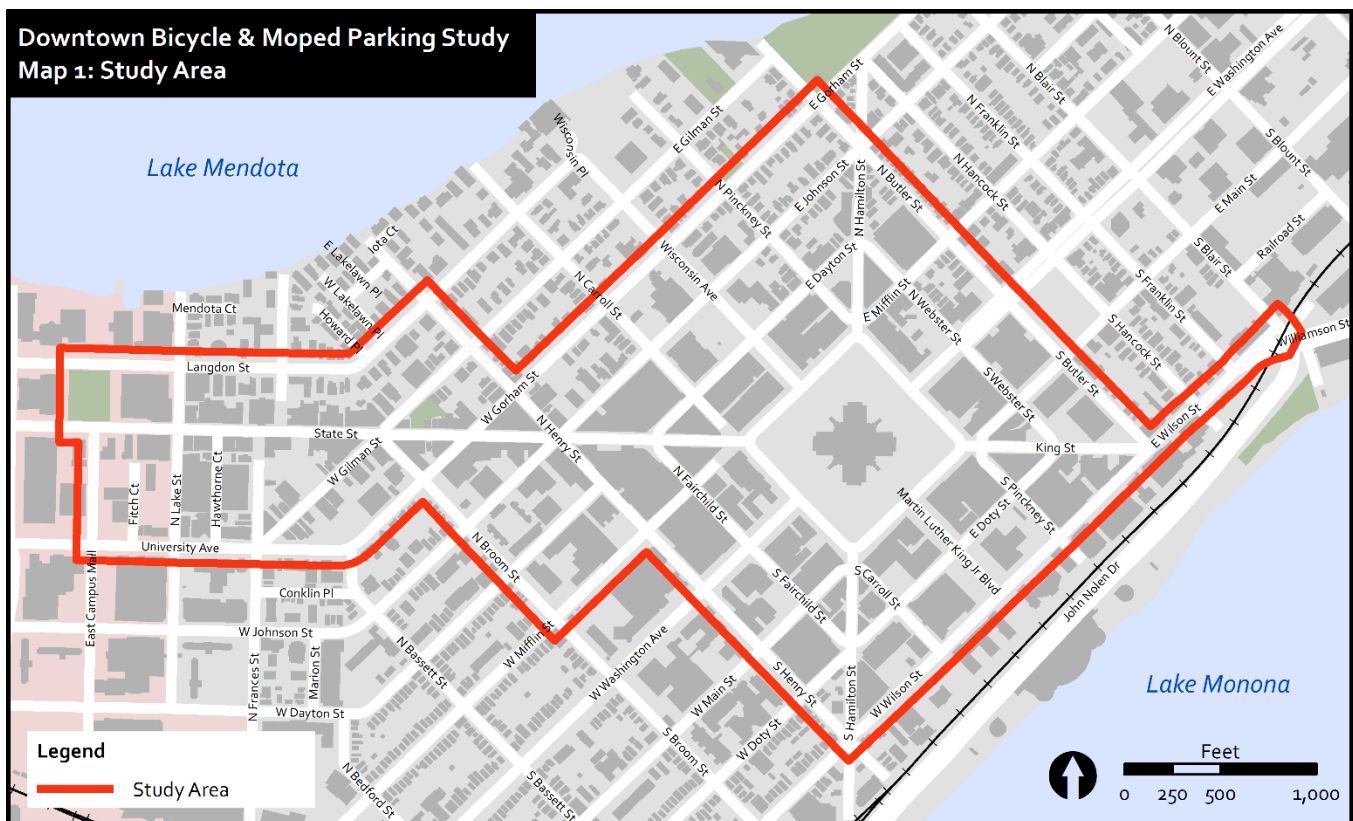 Downtown Bicycle & Moped Parking Study
Map 1: Study Area
Lake Mendota
Wisconsin Pl
E Gilman St
E Gorham St
N Blount St
E Washington Ave
N Blair St
N Franklin St
N Hancock St
S Blount St
E Main St
Railroad St
E Johnson St
N Hamilton St
N Butler St
N Pinckney St
E Dayton St
Wisconsin Ave
E Mifflin St
N Webster St
N Carroll St
Iota Ct
E Lakelawn Pl
W Lakelawn Pl
Howard Pl
Mendota Ct
Langdon St
S Blair St
S Franklin St
S Hancock St
Williamson St
S Butler St
S Webster St
E Wilson St
King St
W Gorham St
N Henry St
State St
W Gilman St
N Fairchild St
S Pinckney St
E Doty St
Martin Luther King Jr Blvd
Fitch Ct
N Lake St
Hawthorne Ct
University Ave
East Campus Mall
N Broom St
S Fairchild St
S Carroll St
John Nolen Dr
Conklin Pl
W Johnson St
N Frances St
Marion St
N Bassett St
W Mifflin St
W Washington Ave
S Henry St
W Main St
W Doty St
S Hamilton St
W Wilson St
W Dayton St
S Broom St
N Bedford St
S Bassett St
Lake Monona
Legend
Study Area
Feet
0 250 500 1,000